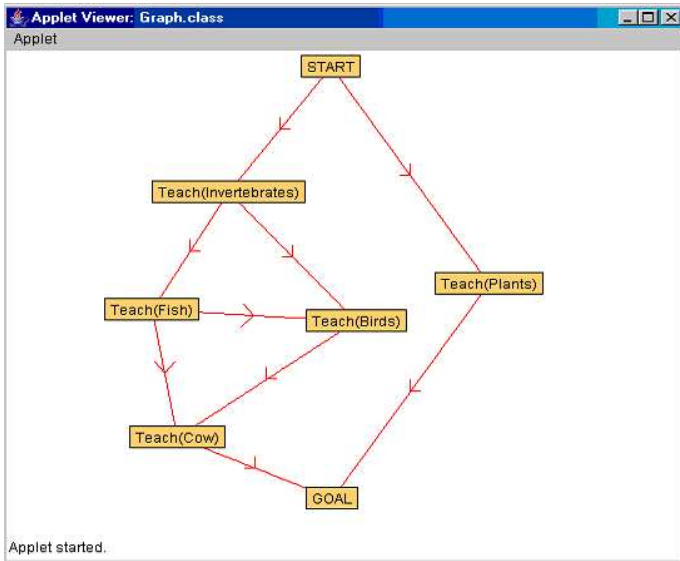 Applet Viewer: Graph.class
Applet
START
Teach(Invertebrates)
Teach(Plants)
Teach(Fish)
Teach(Birds)
Teach(Cow)
GOAL
Applet started.